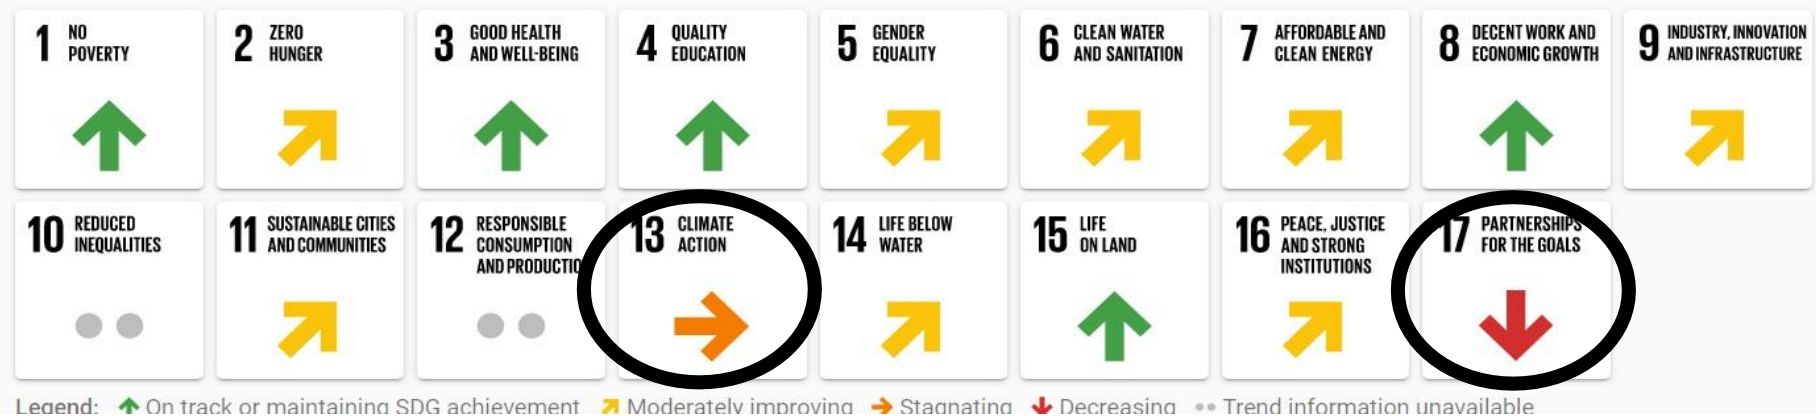 1 NO
POVERTY
2 ZERO
HUNGER
3 GOOD HEALTH
AND WELL-BEING
4 QUALITY
EDUCATION
5 GENDER
EQUALITY
6 CLEAN WATER
AND SANITATION
7 AFFORDABLE AND
CLEAN ENERGY
8 DECENT WORK AND
ECONOMIC GROWTH
9 INDUSTRY, INNOVATION
AND INFRASTRUCTURE
10 REDUCED
INEQUALITIES
11 SUSTAINABLE CITIES
AND COMMUNITIES
12 RESPONSIBLE
CONSUMPTION
AND PRODUCTIO
13 CLIMATE
ACTION
14 LIFE BELOW
WATER
15 LIFE
ON LAND
16 PEACE, JUSTICE
AND STRONG
INSTITUTIONS
17 PARTNERSHIPS
FOR THE GOALS
Legend: On track or maintaining SDG achievement Moderately improving Stagnating Decreasing Trend information unavailable